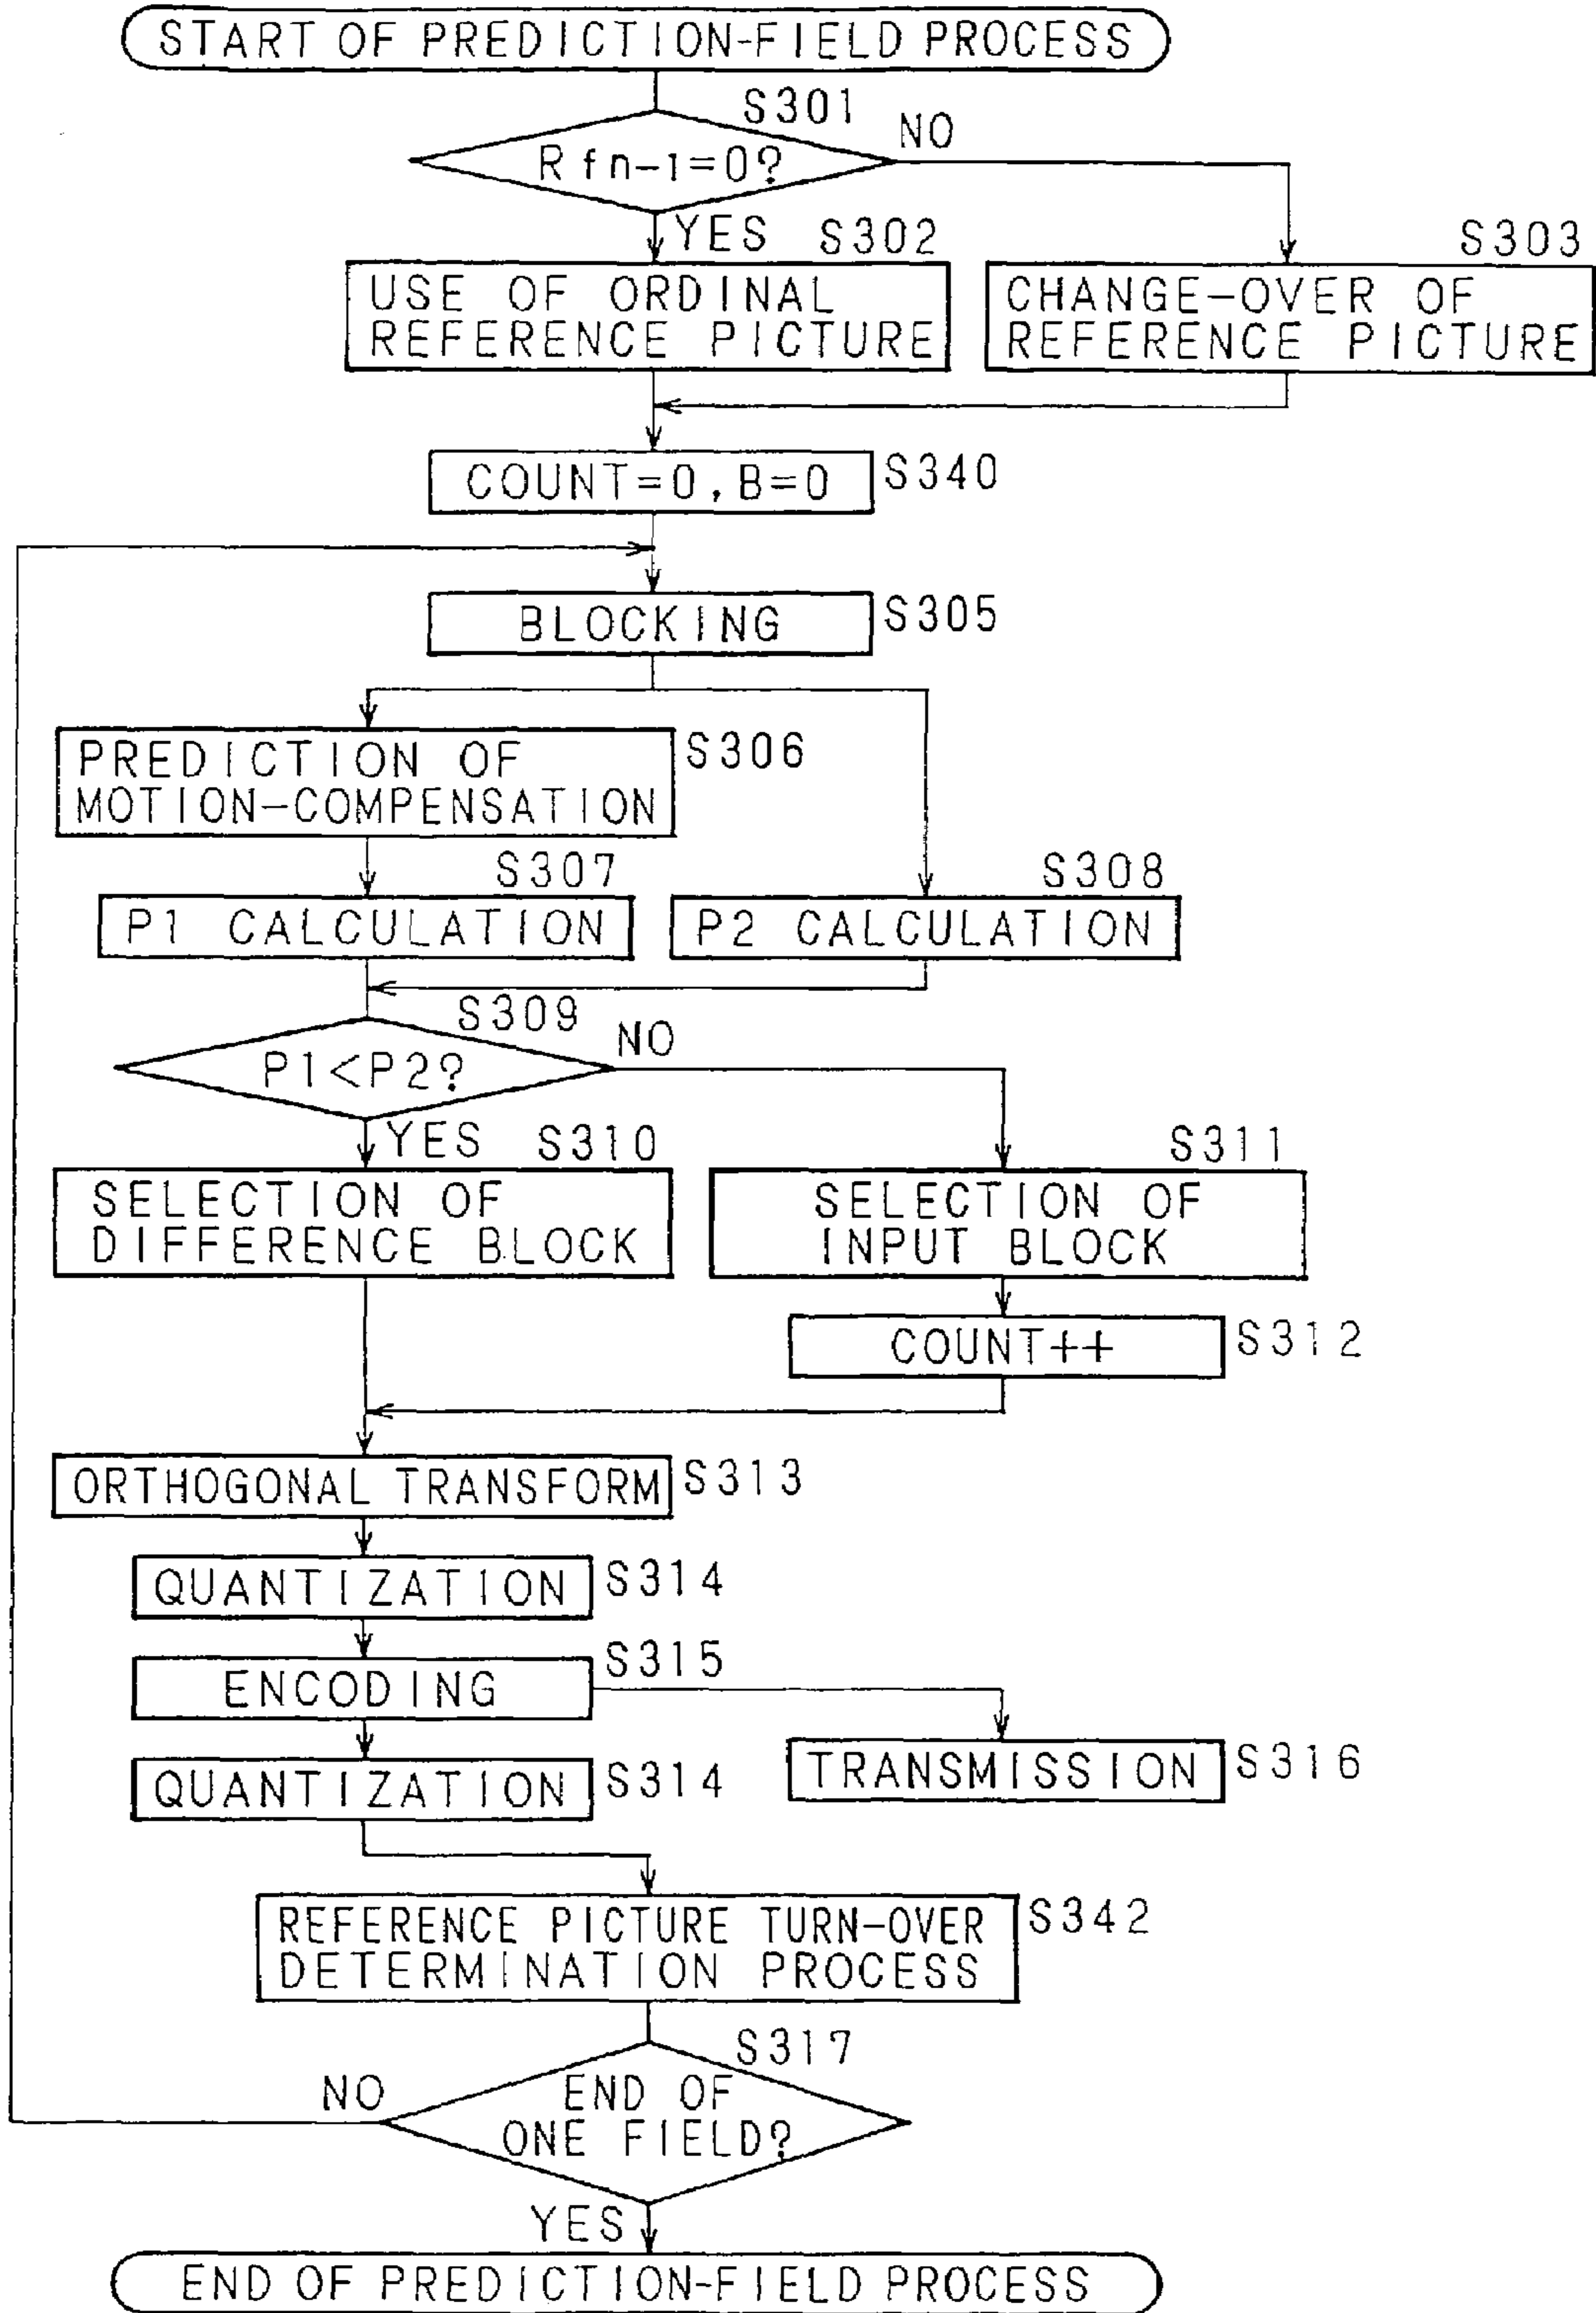 START OF PREDICTION-FIELD PROCESS
S301
Rfn-1=0?
NO
YES
S302
S303
USE OF ORDINAL
REFERENCE PICTURE
CHANGE-OVER OF
REFERENCE PICTURE
COUNT=0,B=0
S340
BLOCKING
S305
PREDICTION OF
MOTION-COMPENSATION
S306
S307
S308
P1 CALCULATION
P2 CALCULATION
S309
P1<P2?
NO
YES
S310
S311
SELECTION OF
DIFFERENCE BLOCK
SELECTION OF
INPUT BLOCK
COUNT++
S312
ORTHOGONAL TRANSFORM
S313
QUANTIZATION
S314
ENCODING
S315
QUANTIZATION
S314
TRANSMISSION
S316
REFERENCE PICTURE TURN-OVER
DETERMINATION PROCESS
S342
S317
NO
END OF
ONE FIELD?
YES
END OF PREDICTION-FIELD PROCESS